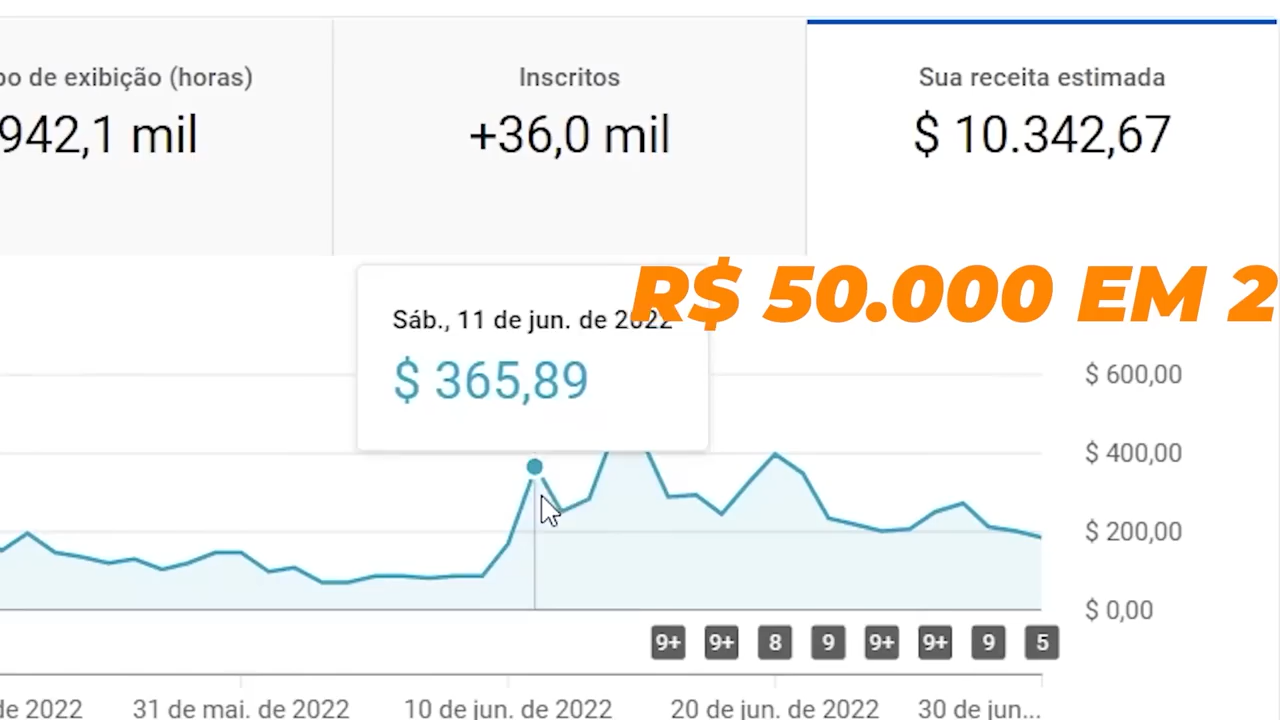 po de exibição (horas)
942,1 mil
Inscritos
+36,0 mil
Sua receita estimada
$ 10.342,67
R$ 50.000 EM 2
Sáb., 11 de jun. de 2022
$ 365,89
$ 600,00
$ 400,00
$ 200,00
$ 0,00
9+ 9+ 8 9 9+ 9+ 9 5
de 2022 31 de mai. de 2022 10 de jun. de 2022 20 de jun. de 2022 30 de jun...